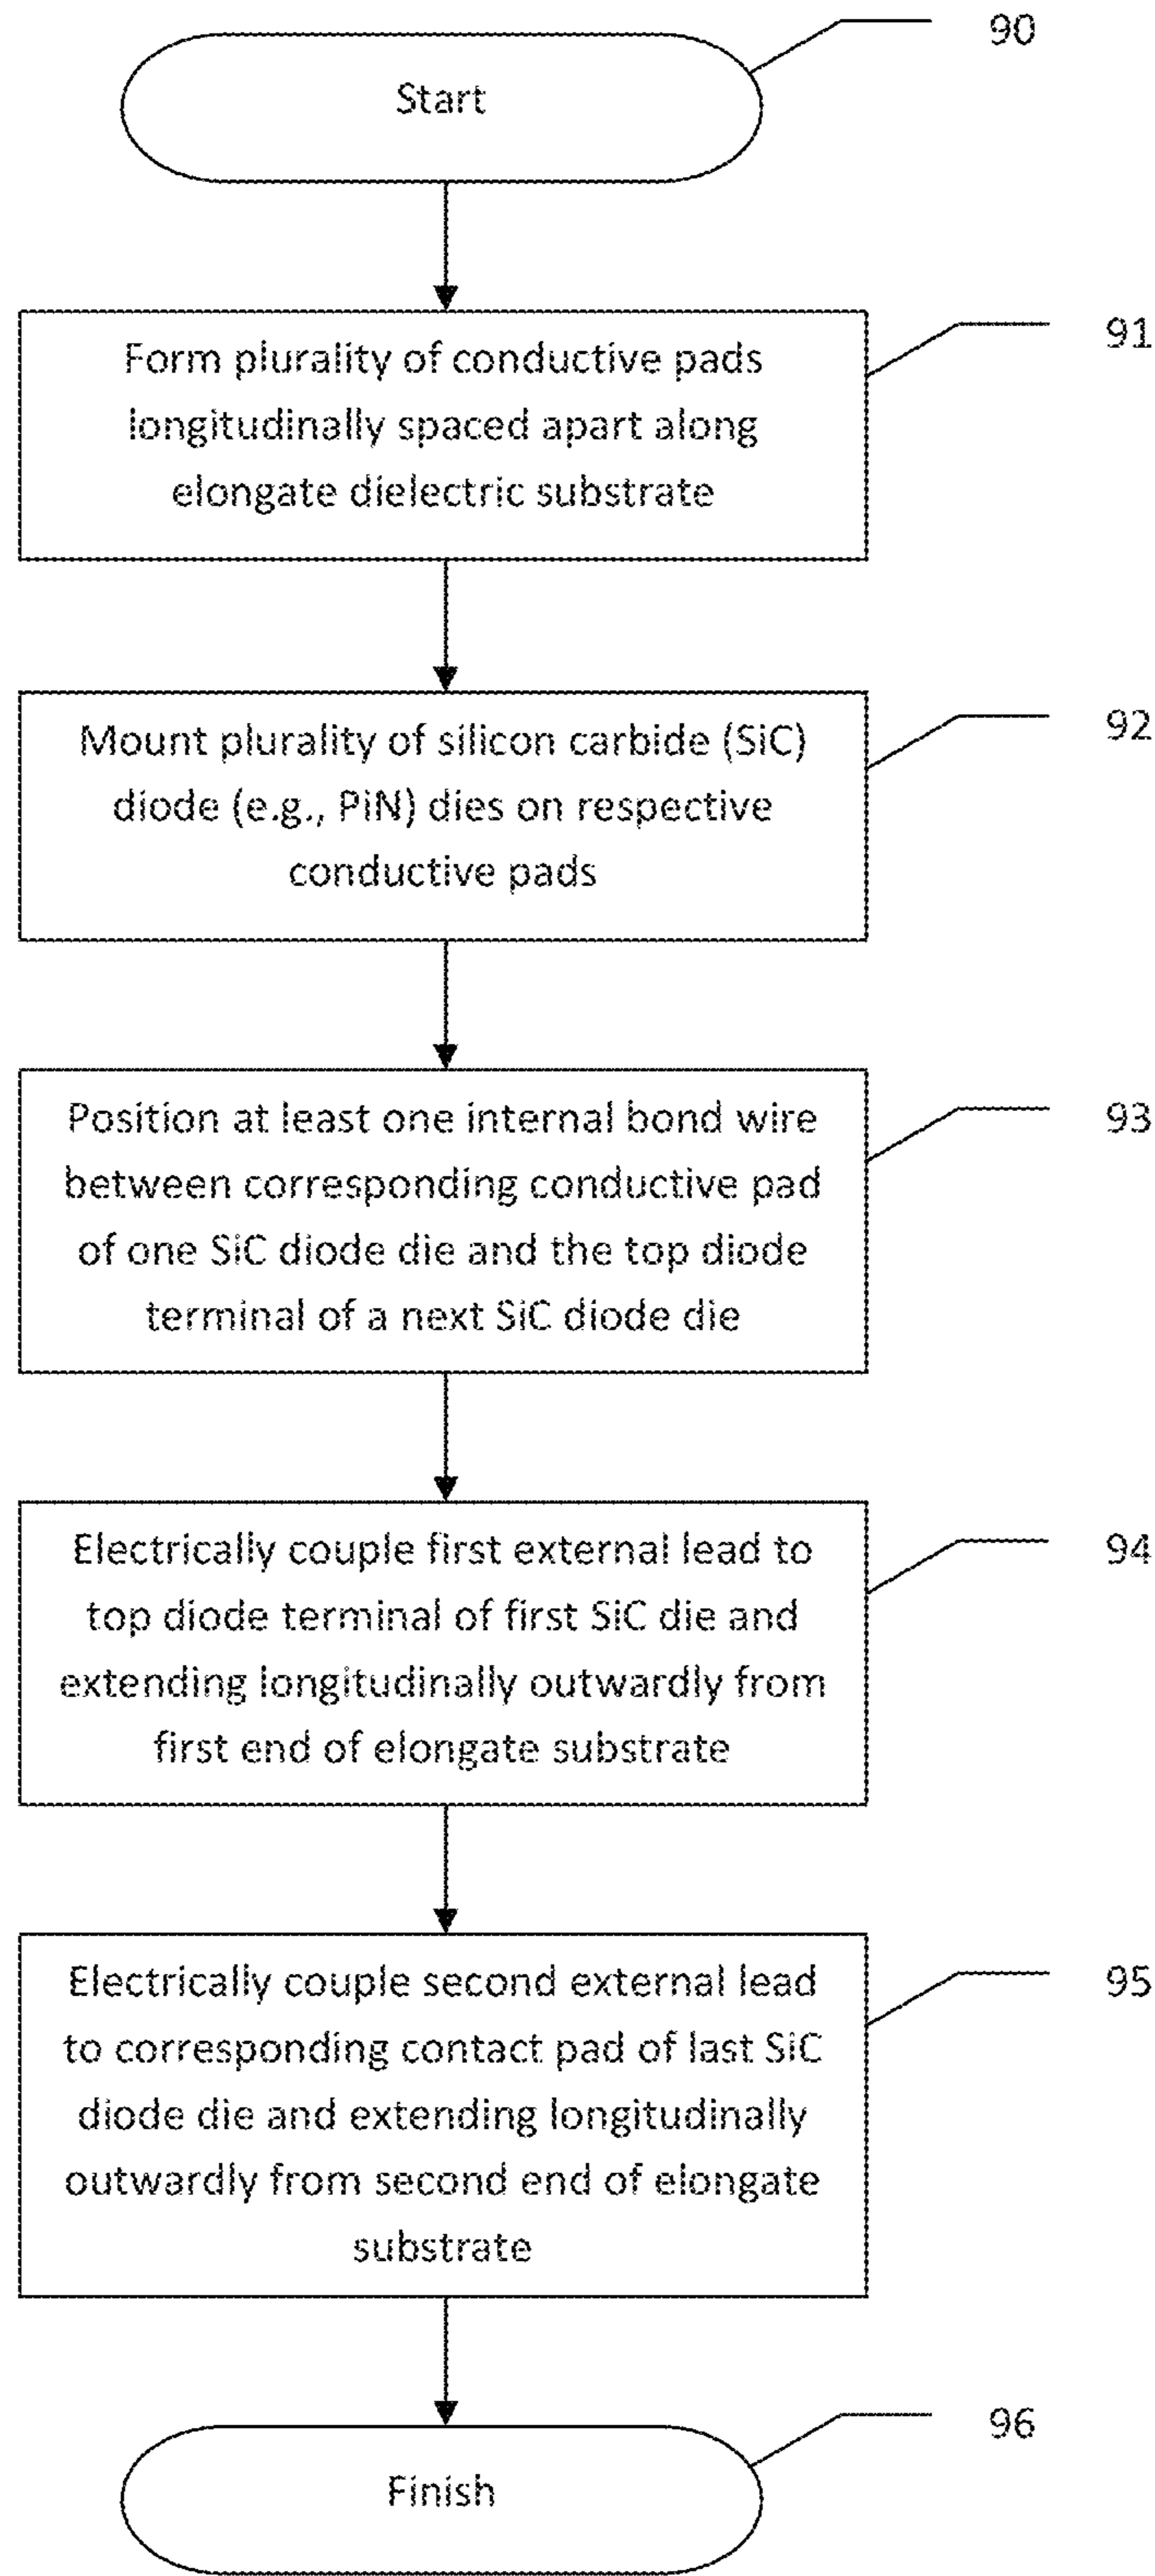 90
Start
91
Form plurality of conductive pads
longitudinally spaced apart along
elongate dielectric substrate
92
Mount plurality of silicon carbide (SiC)
diode (e.g., PiN) dies on respective
conductive pads
93
Position at least one internal bond wire
between corresponding conductive pad
of one SiC diode die and the top diode
terminal of a next SiC diode die
94
Electrically couple first external lead to
top diode terminal of first SiC die and
extending longitudinally outwardly from
first end of elongate substrate
95
Electrically couple second external lead
to corresponding contact pad of last SiC
diode die and extending longitudinally
outwardly from second end of elongate
substrate
96
Finish